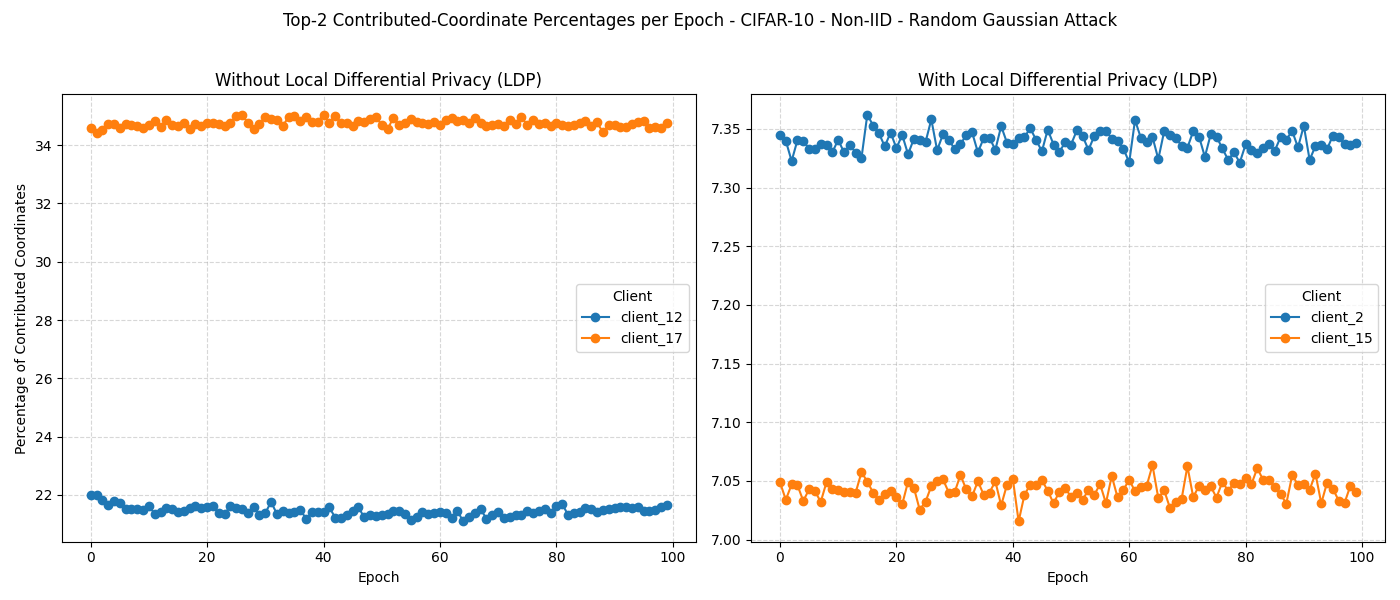 Top-2 Contributed-Coordinate Percentages per Epoch - CIFAR-10 - Non-IID - Random Gaussian Attack
Without Local Differential Privacy (LDP)
Percentage of Contributed Coordinates
34
32
30
28
26
24
22
0
20
40
60
80
100
Epoch
Client
client_12
client_17
With Local Differential Privacy (LDP)
7.35
7.30
7.25
7.20
7.15
7.10
7.05
7.00
0
20
40
60
80
100
Epoch
Client
client_2
client_15